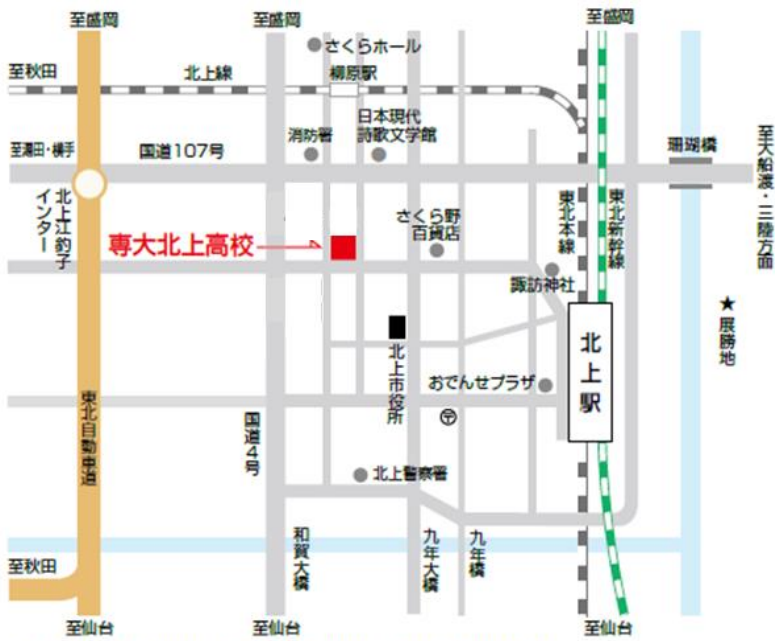 至盛岡
至盛岡
至盛岡
さくらホール
至秋田
北上線
柳原駅
日本現代
詩歌文学館
消防署
至湯田・横手
国道107号
珊瑚橋
至大船渡・三陸方面
北上江釣子
インター
専大北上高校
さくら野
百貨店
東北本線
東北新幹線
諏訪神社
★
展勝地
北上駅
北上市役所
おでんせプラザ
〒
東北自動車道
国道4号
北上警察署
和賀大橋
九年大橋
九年橋
至秋田
至仙台
至仙台
至仙台